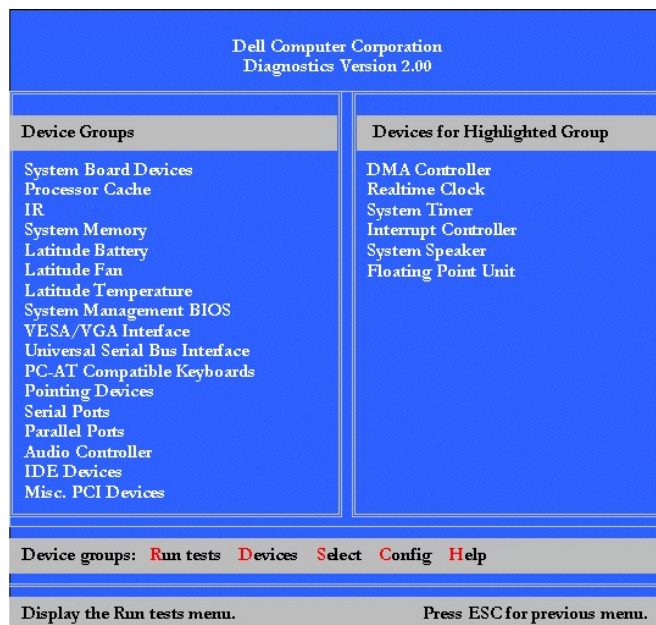 Dell Computer Corporation
Diagnostics Version 2.00
Device Groups
System Board Devices
Processor Cache
IR
System Memory
Latitude Battery
Latitude Fan
Latitude Temperature
System Management BIOS
VESA/VGA Interface
Universal Serial Bus Interface
PC-AT Compatible Keyboards
Pointing Devices
Serial Ports
Parallel Ports
Audio Controller
IDE Devices
Misc. PCI Devices
Devices for Highlighted Group
DMA Controller
Realtime Clock
System Timer
Interrupt Controller
System Speaker
Floating Point Unit
Device groups: Run tests Devices Select Config Help
Display the Run tests menu. Press ESC for previous menu.